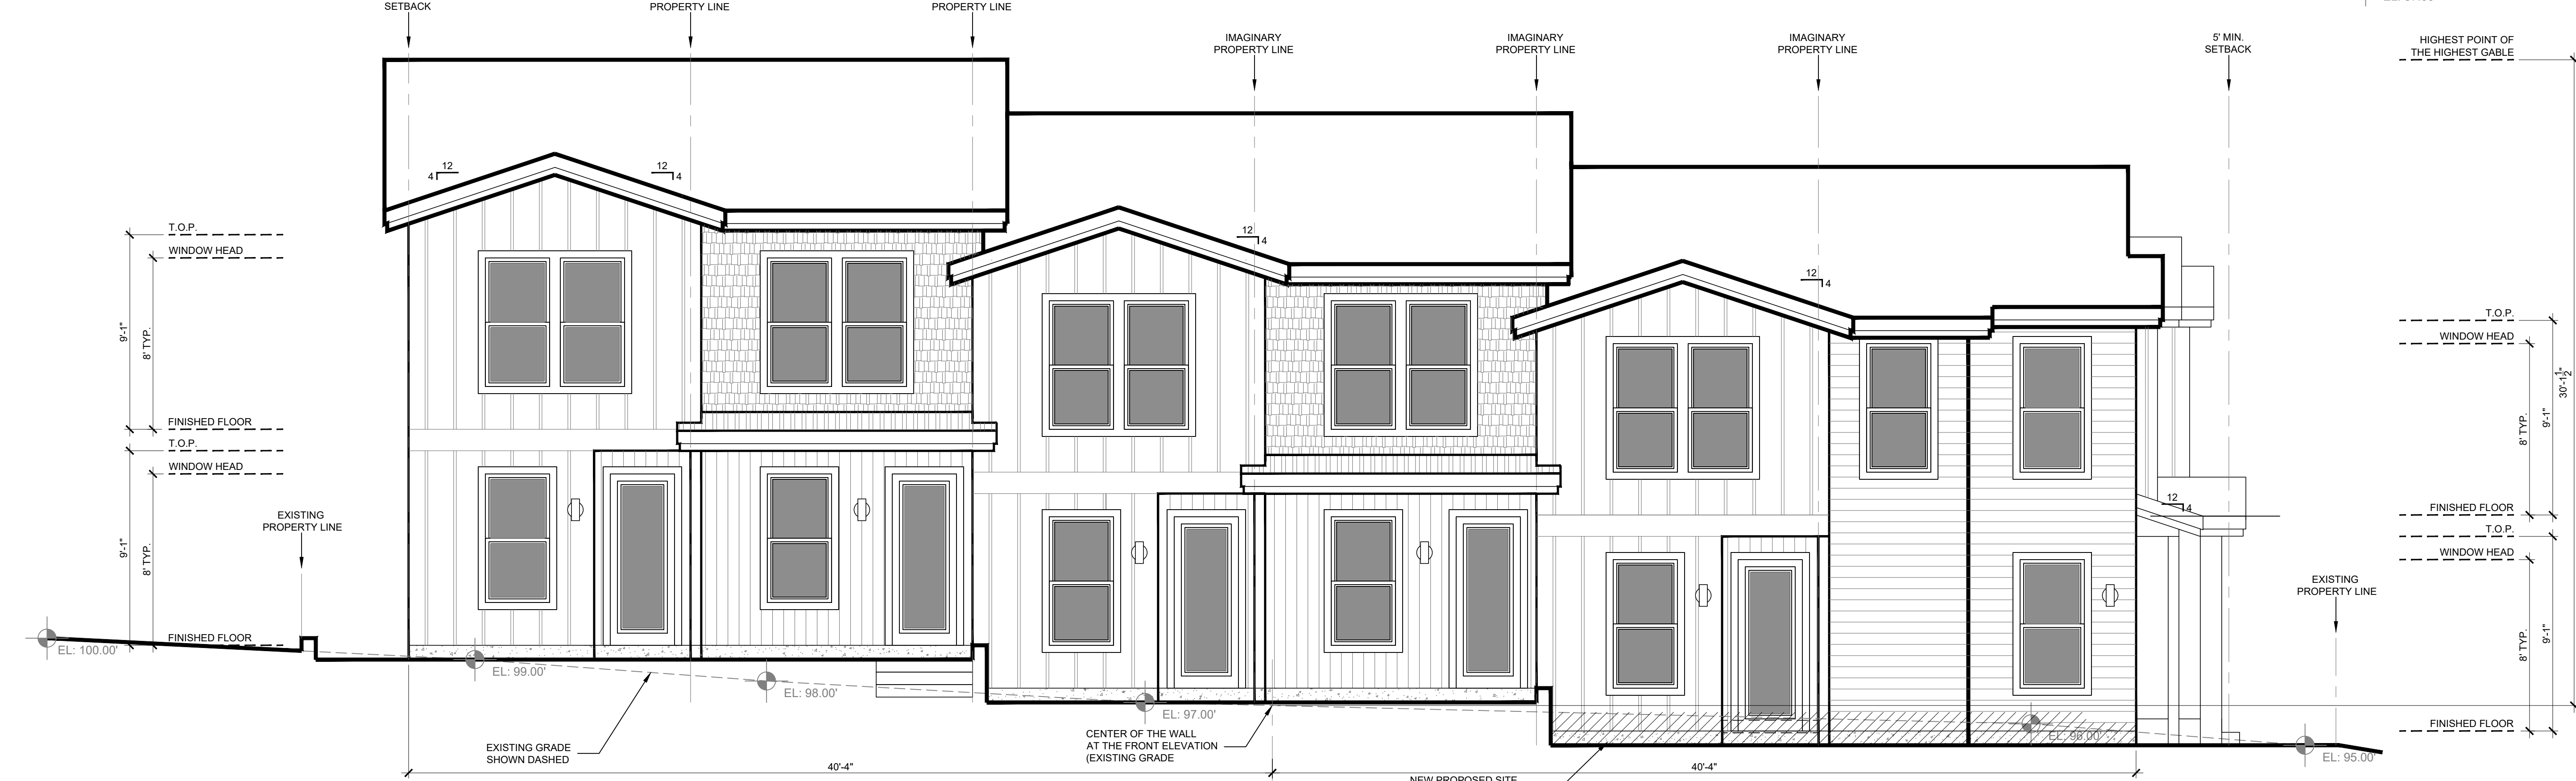 SETBACK
PROPERTY LINE
PROPERTY LINE
IMAGINARY
PROPERTY LINE
IMAGINARY
PROPERTY LINE
IMAGINARY
PROPERTY LINE
5' MIN.
SETBACK
HIGHEST POINT OF
THE HIGHEST GABLE
12
4
12
4
12
4
12
4
12
4
T.O.P.
WINDOW HEAD
9'-1"
8' TYP.
FINISHED FLOOR
T.O.P.
WINDOW HEAD
EXISTING
PROPERTY LINE
9'-1"
8' TYP.
FINISHED FLOOR
EL: 100.00'
EL: 99.00'
EL: 98.00'
EL: 97.00'
EL: 96.00'
EL: 95.00'
T.O.P.
WINDOW HEAD
30'-1 1/2"
9'-1"
8' TYP.
FINISHED FLOOR
T.O.P.
WINDOW HEAD
EXISTING
PROPERTY LINE
9'-1"
8' TYP.
FINISHED FLOOR
EXISTING GRADE
SHOWN DASHED
CENTER OF THE WALL
AT THE FRONT ELEVATION
(EXISTING GRADE
40'-4"
40'-4"
NEW PROPOSED SITE